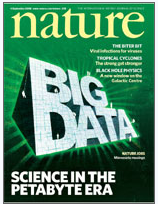 nature
THE BITER BIT
Viral infections for viruses
TROPICAL CYCLONES
The strong get stronger
BLACK HOLE PHYSICS
A new window on the
Galactic Centre
BIG
DATA
NATUREJOBS
SCIENCE IN THE
PETABYTE ERA